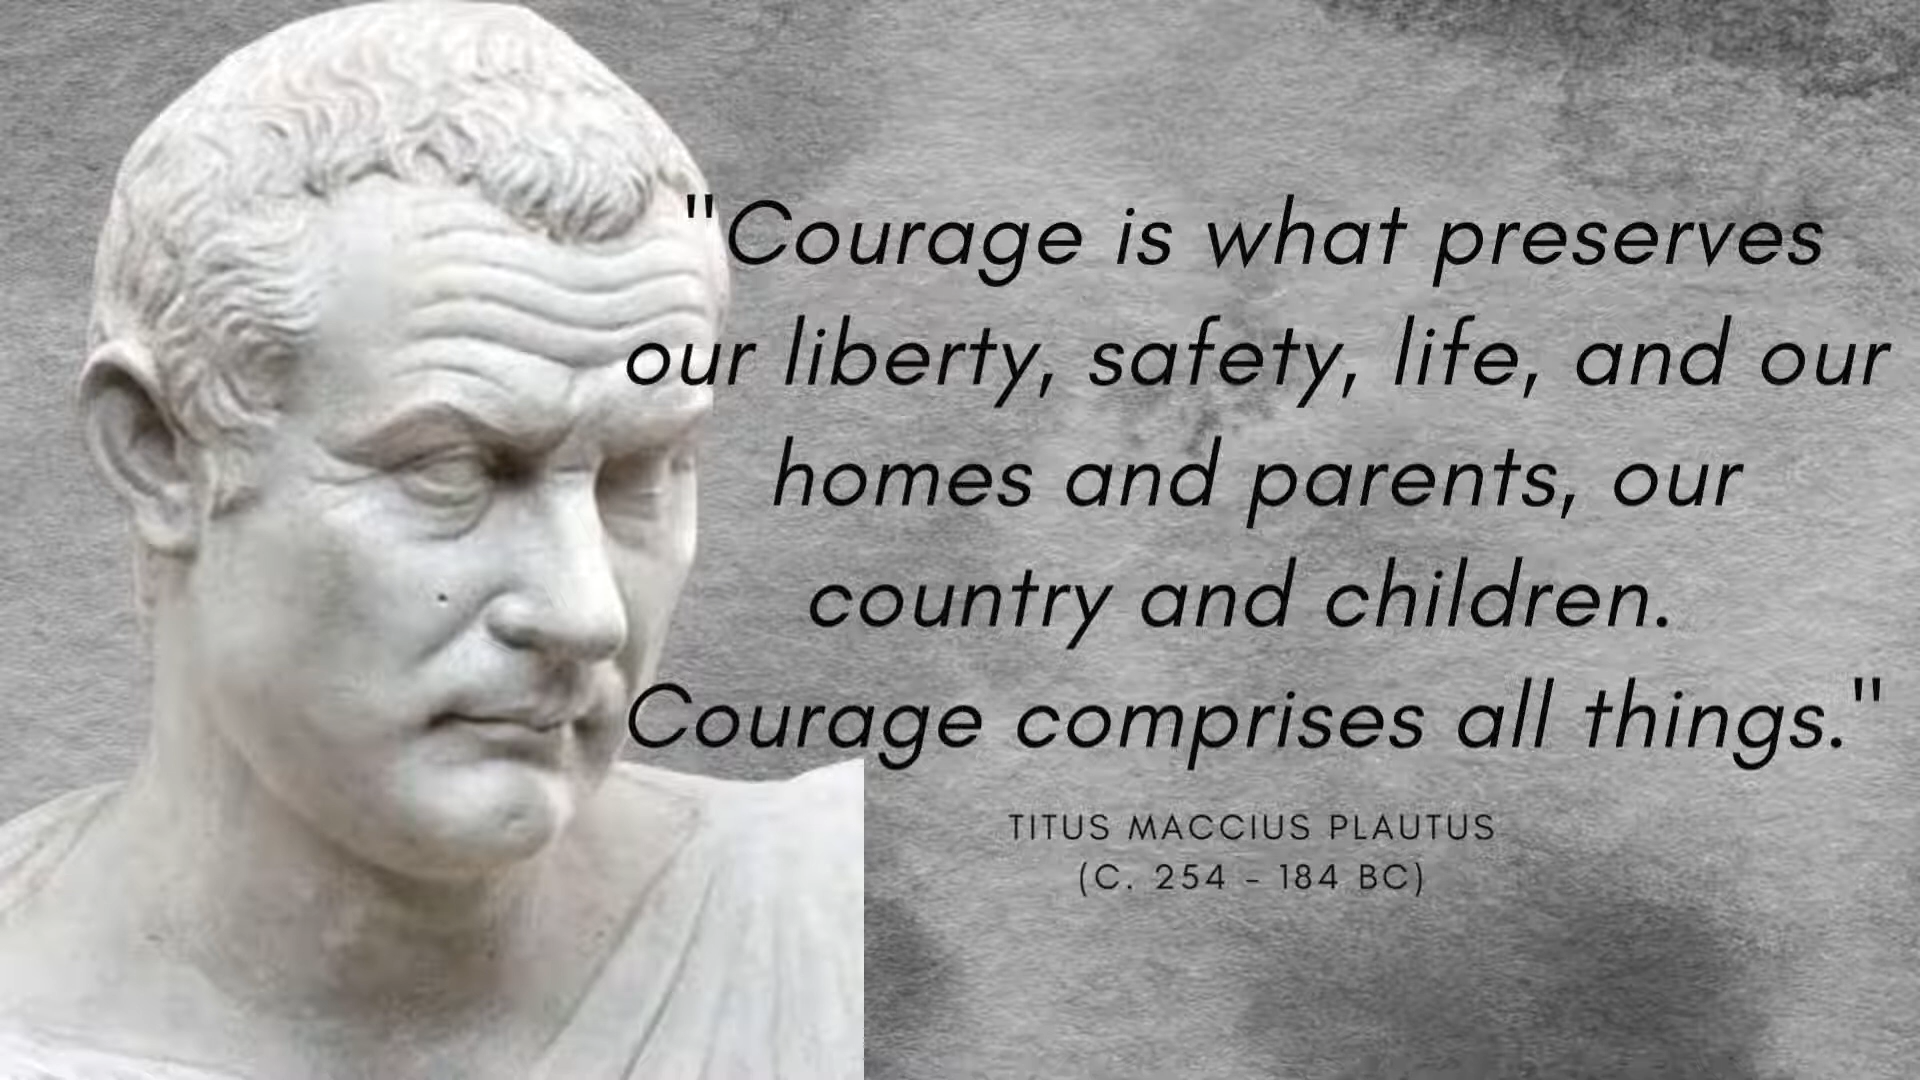 "Courage is what preserves
our liberty, safety, life, and our
homes and parents, our
country and children.
Courage comprises all things."
TITUS MACCIUS PLAUTUS
(C. 254 - 184 BC)